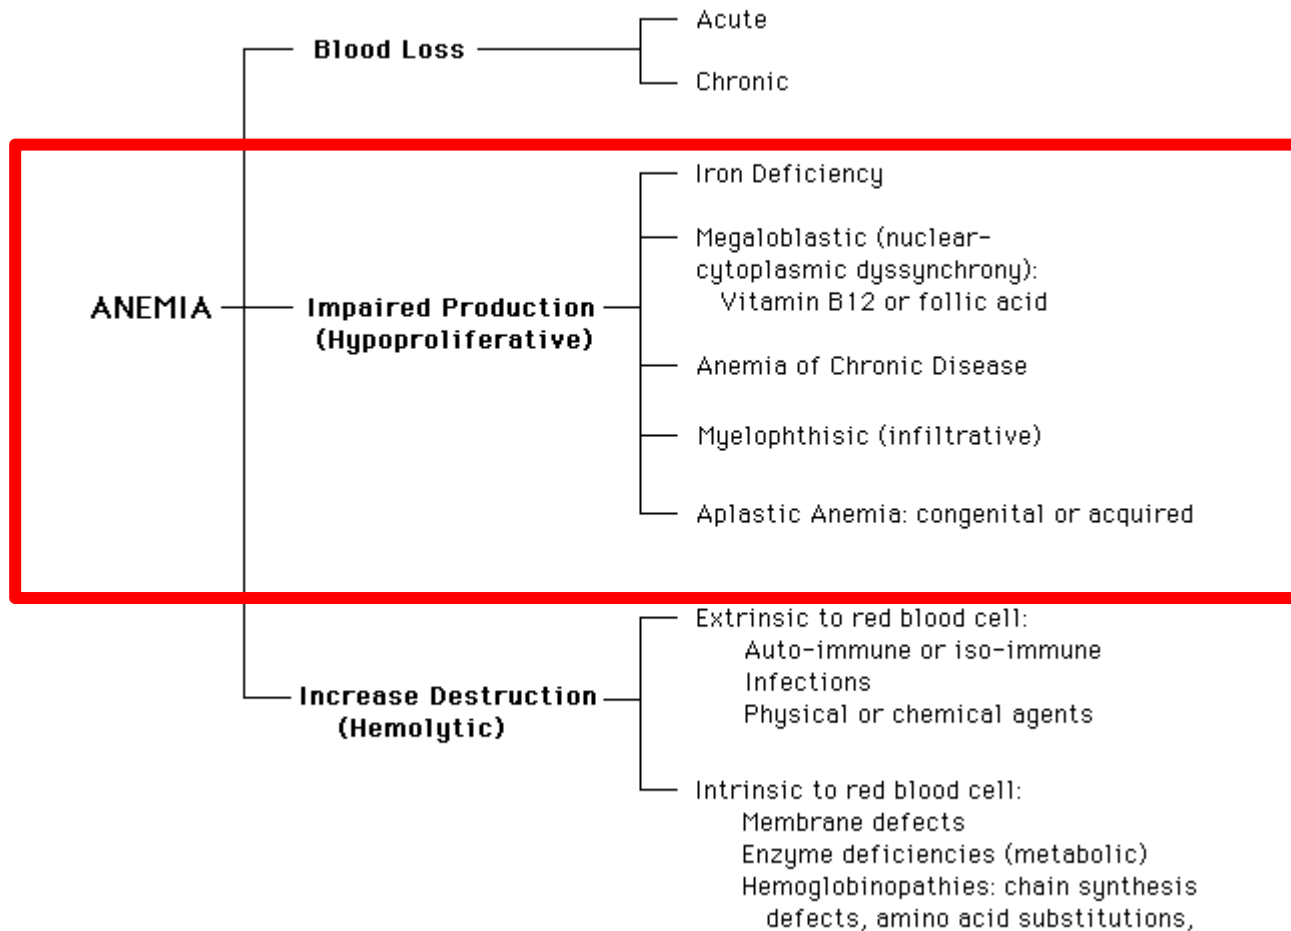 Blood Loss
Acute
Chronic
ANEMIA
Impaired Production
(Hypoproliferative)
Iron Deficiency
Megaloblastic (nuclear-
cytoplasmic dyssynchrony):
Vitamin B12 or follic acid
Anemia of Chronic Disease
Myelophthisic (infiltrative)
Aplastic Anemia: congenital or acquired
Increase Destruction
(Hemolytic)
Extrinsic to red blood cell:
Auto-immune or iso-immune
Infections
Physical or chemical agents
Intrinsic to red blood cell:
Membrane defects
Enzyme deficiencies (metabolic)
Hemoglobinopathies: chain synthesis
defects, amino acid substitutions,